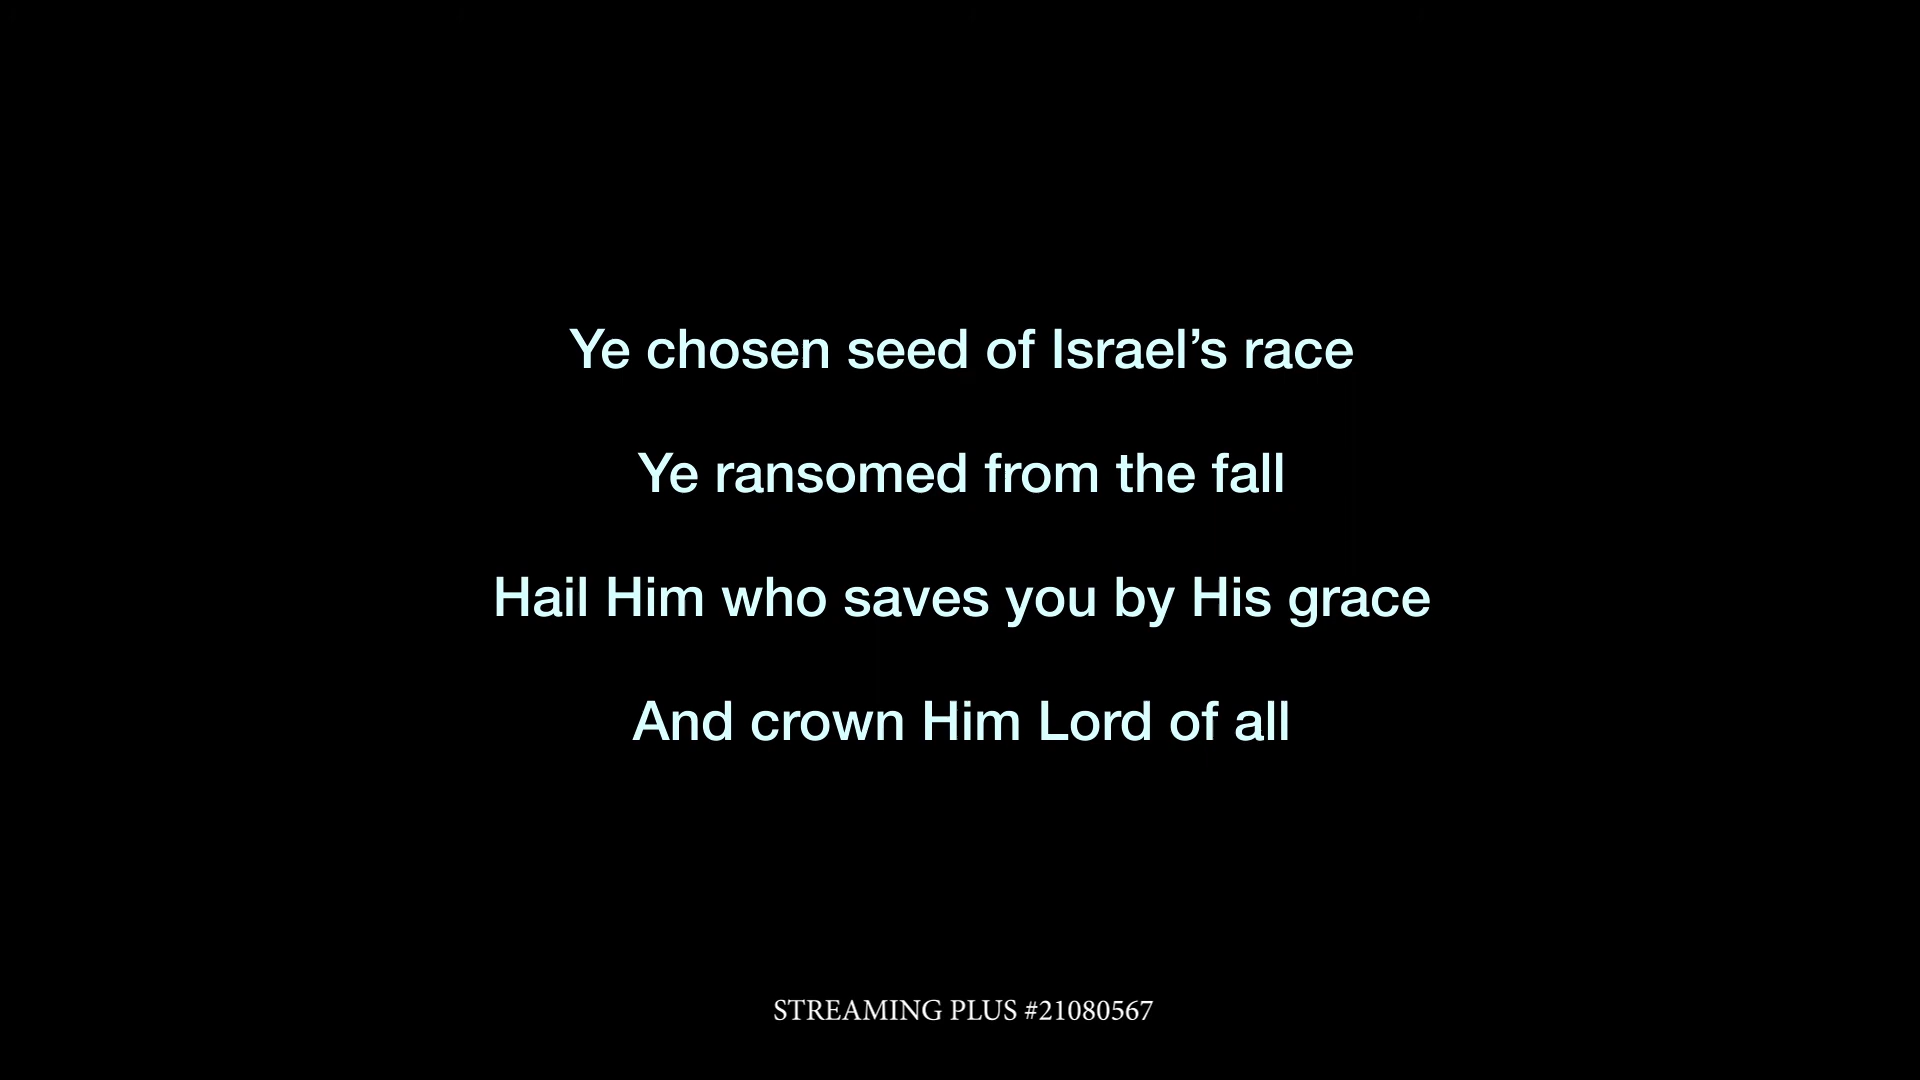 Ye chosen seed of Israel’s race
Ye ransomed from the fall
Hail Him who saves you by His grace
And crown Him Lord of all
STREAMING PLUS #21080567